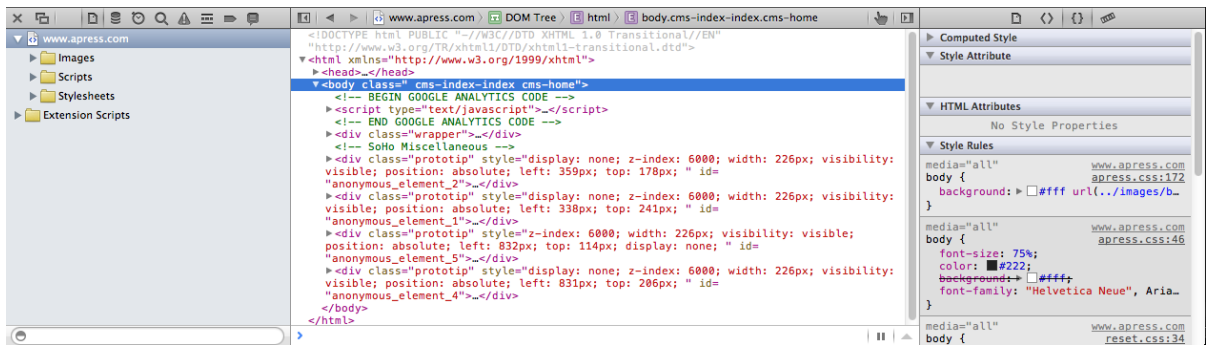 www.apress.com
Images
Scripts
Stylesheets
Extension Scripts
www.apress.com DOM Tree E html E body.cms-index-index.cms-home
<!DOCTYPE html PUBLIC "-//W3C//DTD XHTML 1.0 Transitional//EN"
"http://www.w3.org/TR/xhtml1/DTD/xhtml1-transitional.dtd">
<html xmlns="http://www.w3.org/1999/xhtml">
<head>…</head>
<body class=" cms-index-index cms-home">
<!-- BEGIN GOOGLE ANALYTICS CODE -->
<script type="text/javascript">…</script>
<!-- END GOOGLE ANALYTICS CODE -->
<div class="wrapper">…</div>
<!-- SoHo Miscellaneous -->
<div class="prototip" style="display: none; z-index: 6000; width: 226px; visibility:
visible; position: absolute; left: 359px; top: 178px; " id=
"anonymous_element_2">…</div>
<div class="prototip" style="display: none; z-index: 6000; width: 226px; visibility:
visible; position: absolute; left: 338px; top: 241px; " id=
"anonymous_element_1">…</div>
<div class="prototip" style="z-index: 6000; width: 226px; visibility: visible;
position: absolute; left: 832px; top: 114px; display: none; " id=
"anonymous_element_5">…</div>
<div class="prototip" style="display: none; z-index: 6000; width: 226px; visibility:
visible; position: absolute; left: 831px; top: 206px; " id=
"anonymous_element_4">…</div>
</body>
</html>
>
Computed Style
Style Attribute
HTML Attributes
No Style Properties
Style Rules
media="all" www.apress.com
body { apress.css:172
background: #fff url(../images/b…
}
media="all" www.apress.com
body { apress.css:46
font-size: 75%;
color: #222;
background: #fff;
font-family: "Helvetica Neue", Aria…
}
media="all" www.apress.com
body { reset.css:34